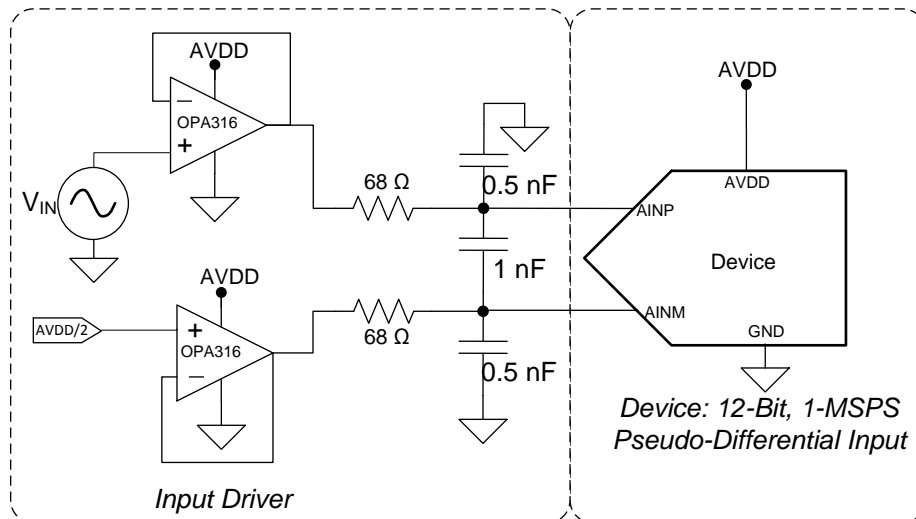 AVDD
−
OPA316
+
VIN
68 Ω
0.5 nF
1 nF
AVDD
AVDD/2
+
OPA316
−
68 Ω
0.5 nF
Input Driver
AVDD
AVDD
AINP
Device
AINM
GND
Device: 12-Bit, 1-MSPS
Pseudo-Differential Input